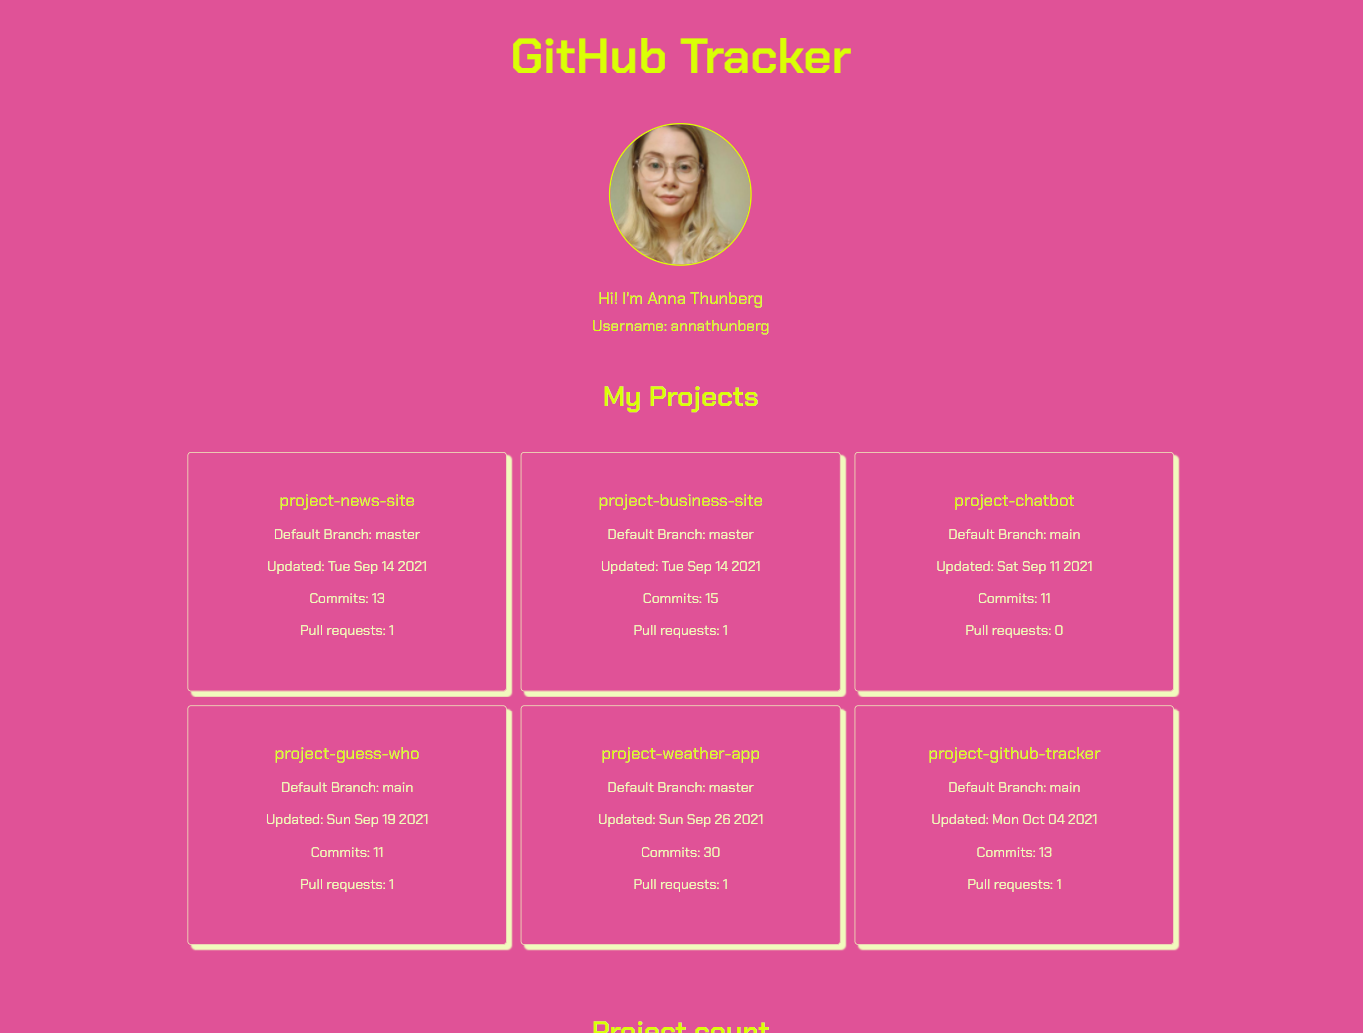 GitHub Tracker
Hi! I'm Anna Thunberg
Username: annathunberg
My Projects
project-news-site
Default Branch: master
Updated: Tue Sep 14 2021
Commits: 13
Pull requests: 1
project-business-site
Default Branch: master
Updated: Tue Sep 14 2021
Commits: 15
Pull requests: 1
project-chatbot
Default Branch: main
Updated: Sat Sep 11 2021
Commits: 11
Pull requests: 0
project-guess-who
Default Branch: main
Updated: Sun Sep 19 2021
Commits: 11
Pull requests: 1
project-weather-app
Default Branch: master
Updated: Sun Sep 26 2021
Commits: 30
Pull requests: 1
project-github-tracker
Default Branch: main
Updated: Mon Oct 04 2021
Commits: 13
Pull requests: 1
Project count